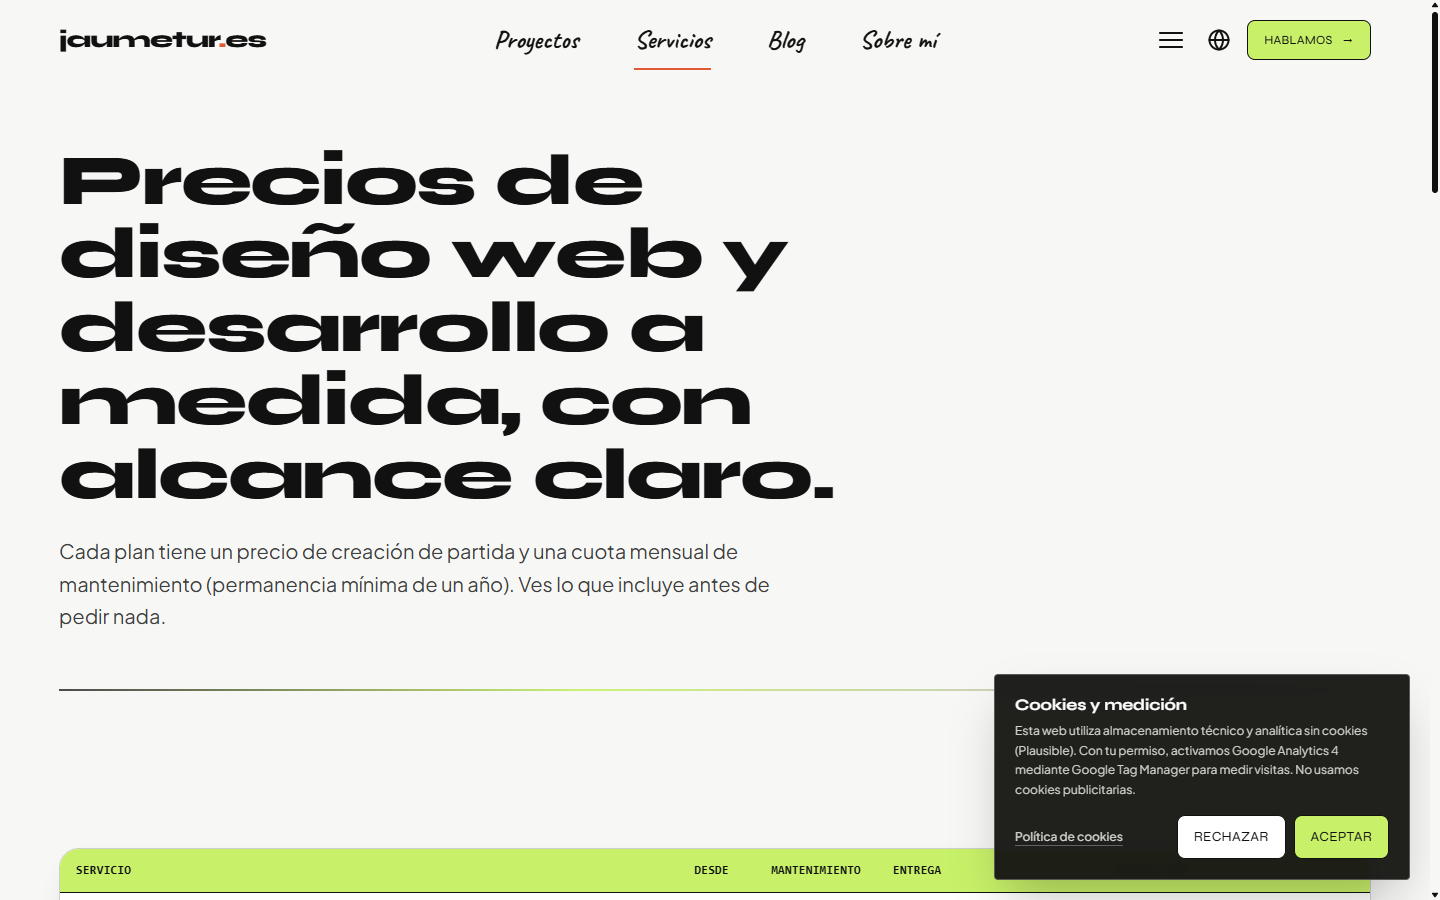 jaumetur.es
Proyectos
Servicios
Blog
Sobre mí
HABLAMOS →
Precios de
diseño web y
desarrollo a
medida, con
alcance claro.
Cada plan tiene un precio de creación de partida y una cuota mensual de
mantenimiento (permanencia mínima de un año). Ves lo que incluye antes de
pedir nada.
Cookies y medición
Esta web utiliza almacenamiento técnico y analítica sin cookies
(Plausible). Con tu permiso, activamos Google Analytics 4
mediante Google Tag Manager para medir visitas. No usamos
cookies publicitarias.
Política de cookies
RECHAZAR
ACEPTAR
SERVICIO
DESDE
MANTENIMIENTO
ENTREGA